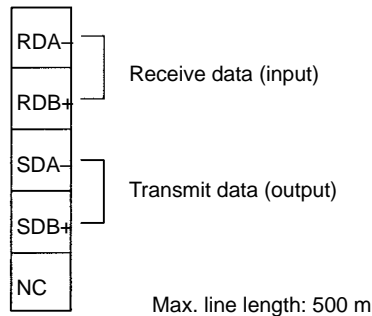 RDA–
Receive data (input)
RDB+
SDA–
Transmit data (output)
SDB+
NC
Max. line length: 500 m